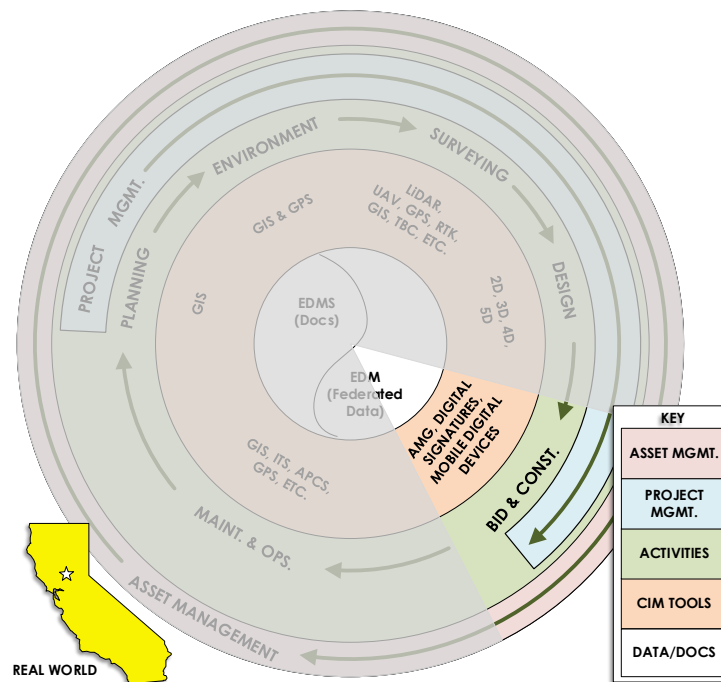 ENVIRONMENT
SURVEYING
PROJECT MGMT.
PLANNING
DESIGN
GIS & GPS
LiDAR,
UAV, GPS, RTK,
GIS, TBC, ETC.
GIS
2D, 3D, 4D,
5D
EDMS
(Docs)
EDM
(Federated
Data)
AMG, DIGITAL
SIGNATURES,
MOBILE DIGITAL
DEVICES
BID & CONST.
GIS, ITS, APCS,
GPS, ETC.
MAINT. & OPS.
ASSET MANAGEMENT
REAL WORLD
KEY
ASSET MGMT.
PROJECT
MGMT.
ACTIVITIES
CIM TOOLS
DATA/DOCS